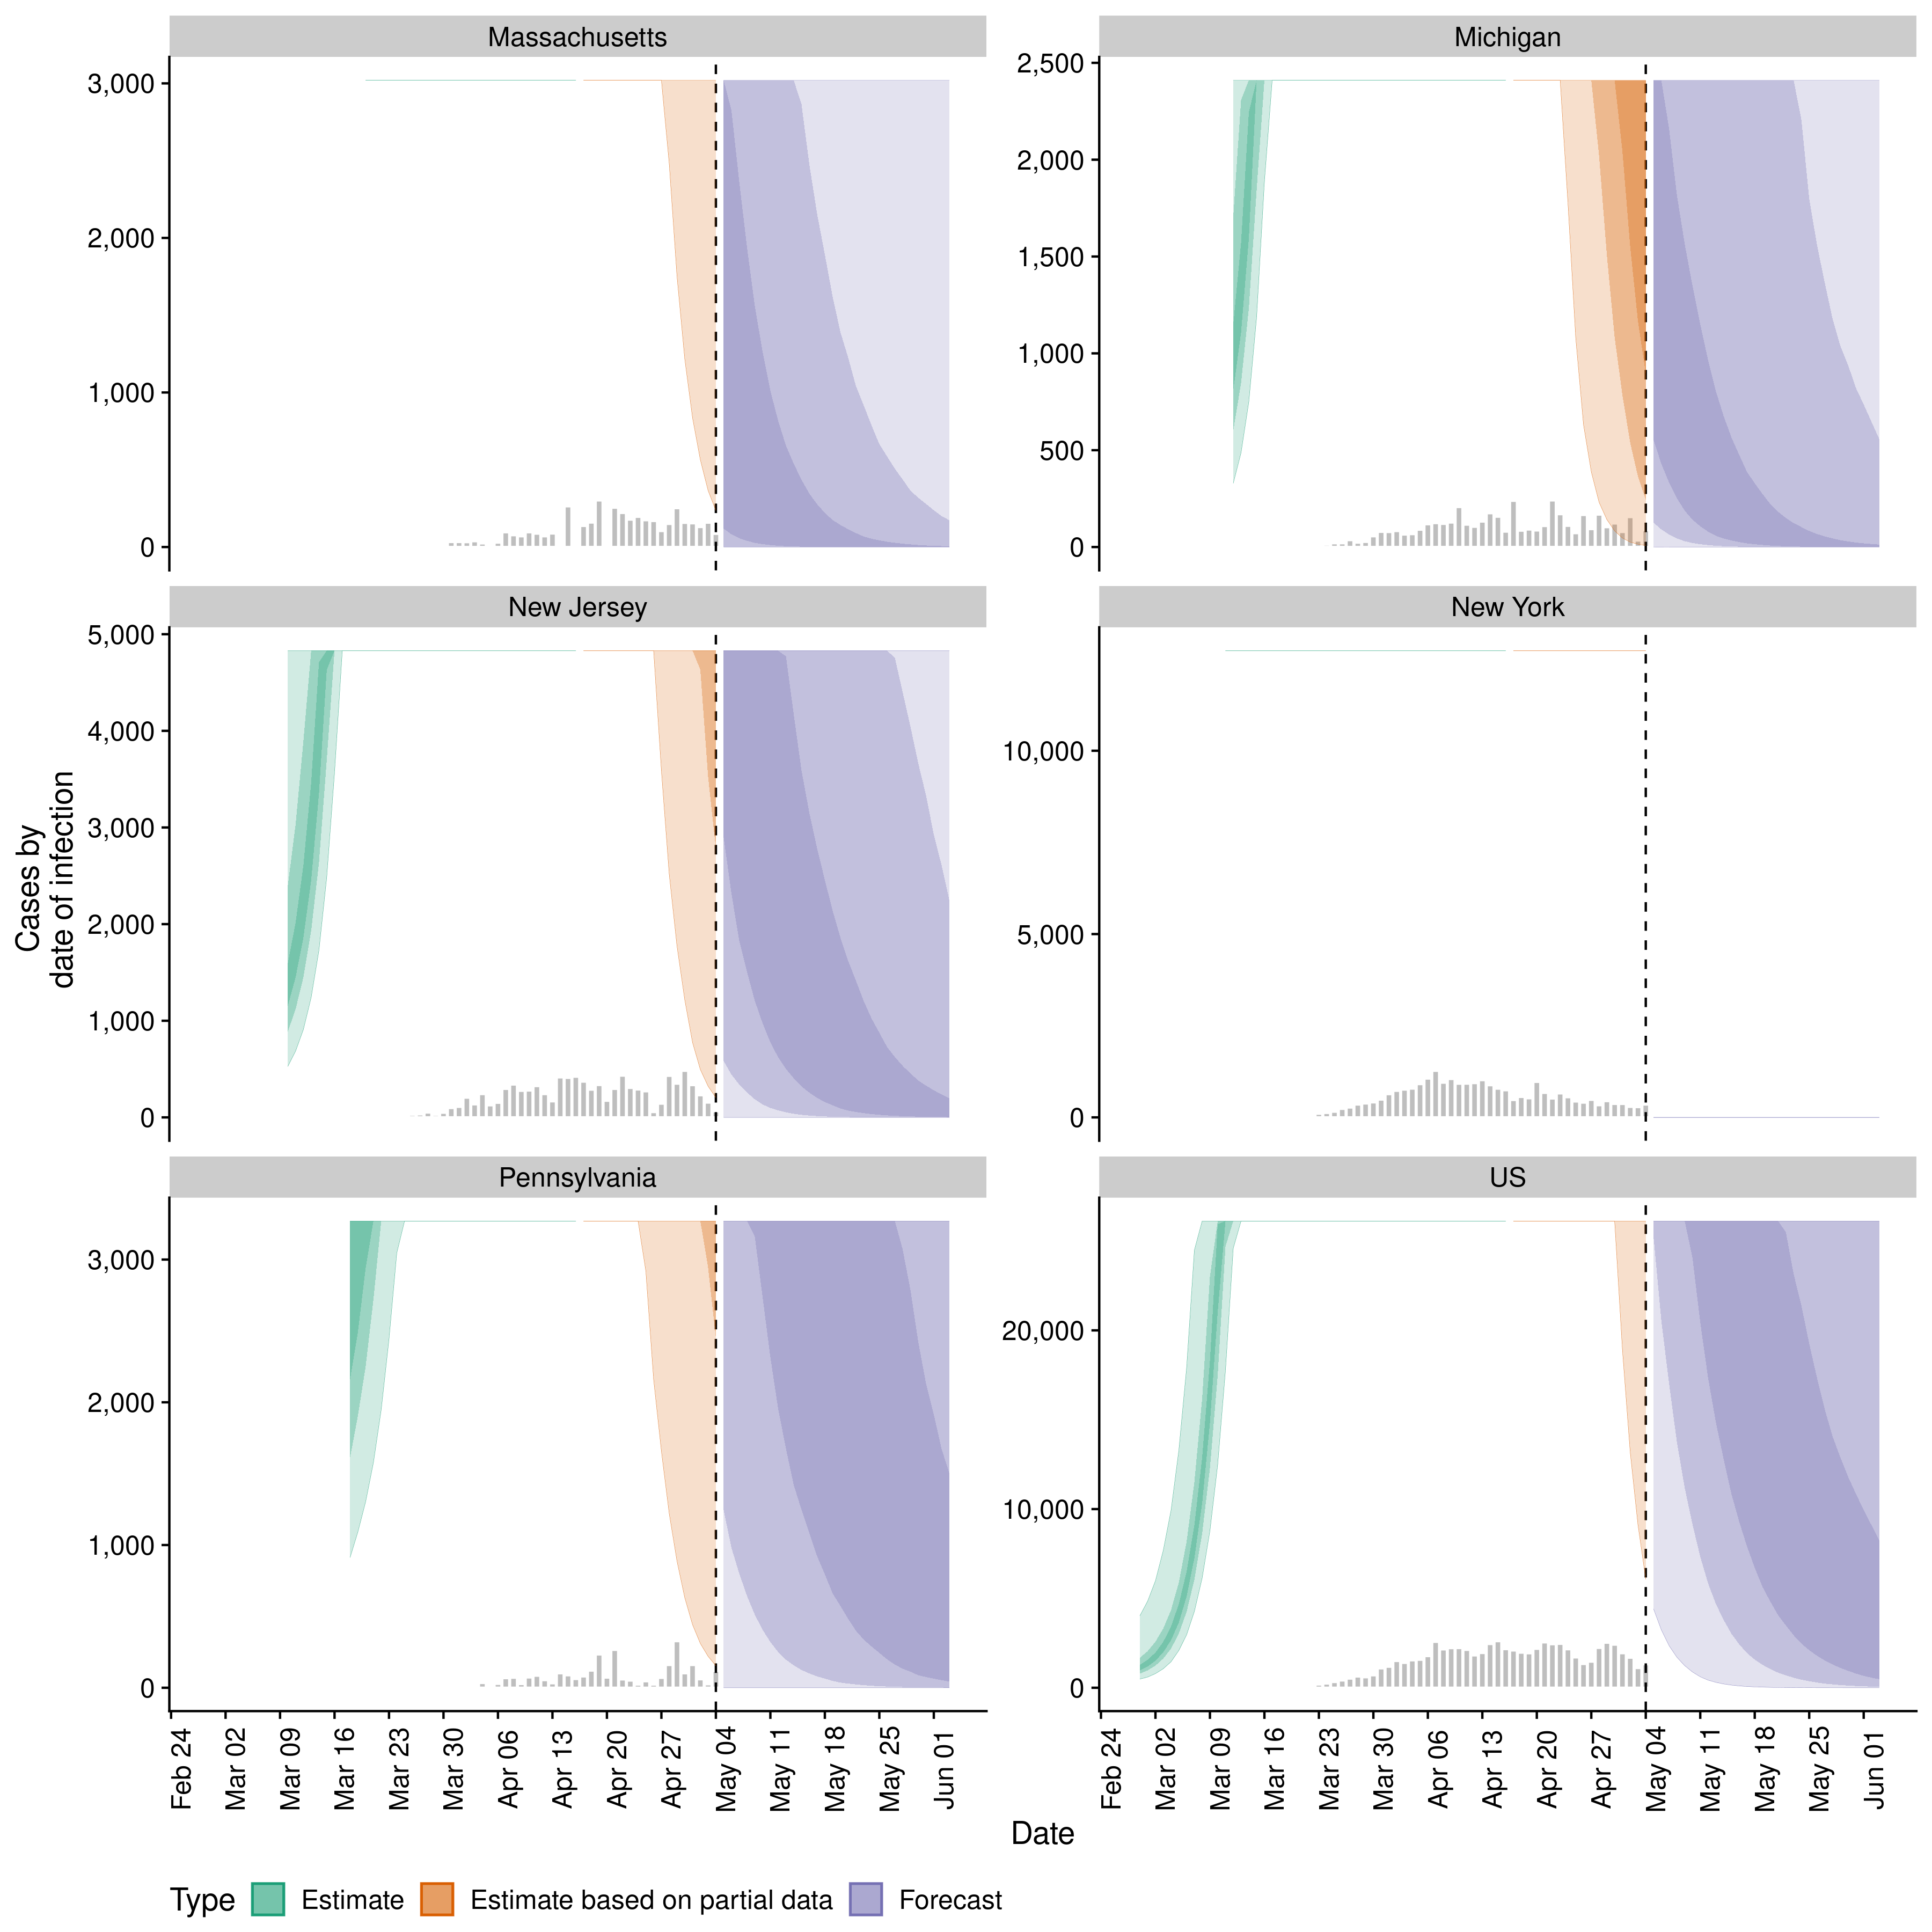 Massachusetts
3,000
2,000
1,000
0
Michigan
2,500
2,000
1,500
1,000
500
0
New Jersey
5,000
4,000
3,000
2,000
1,000
0
New York
10,000
5,000
0
Cases by
date of infection
Pennsylvania
3,000
2,000
1,000
0
US
20,000
10,000
0
Feb 24
Mar 02
Mar 09
Mar 16
Mar 23
Mar 30
Apr 06
Apr 13
Apr 20
Apr 27
May 04
May 11
May 18
May 25
Jun 01
Feb 24
Mar 02
Mar 09
Mar 16
Mar 23
Mar 30
Apr 06
Apr 13
Apr 20
Apr 27
May 04
May 11
May 18
May 25
Jun 01
Date
Type Estimate Estimate based on partial data Forecast